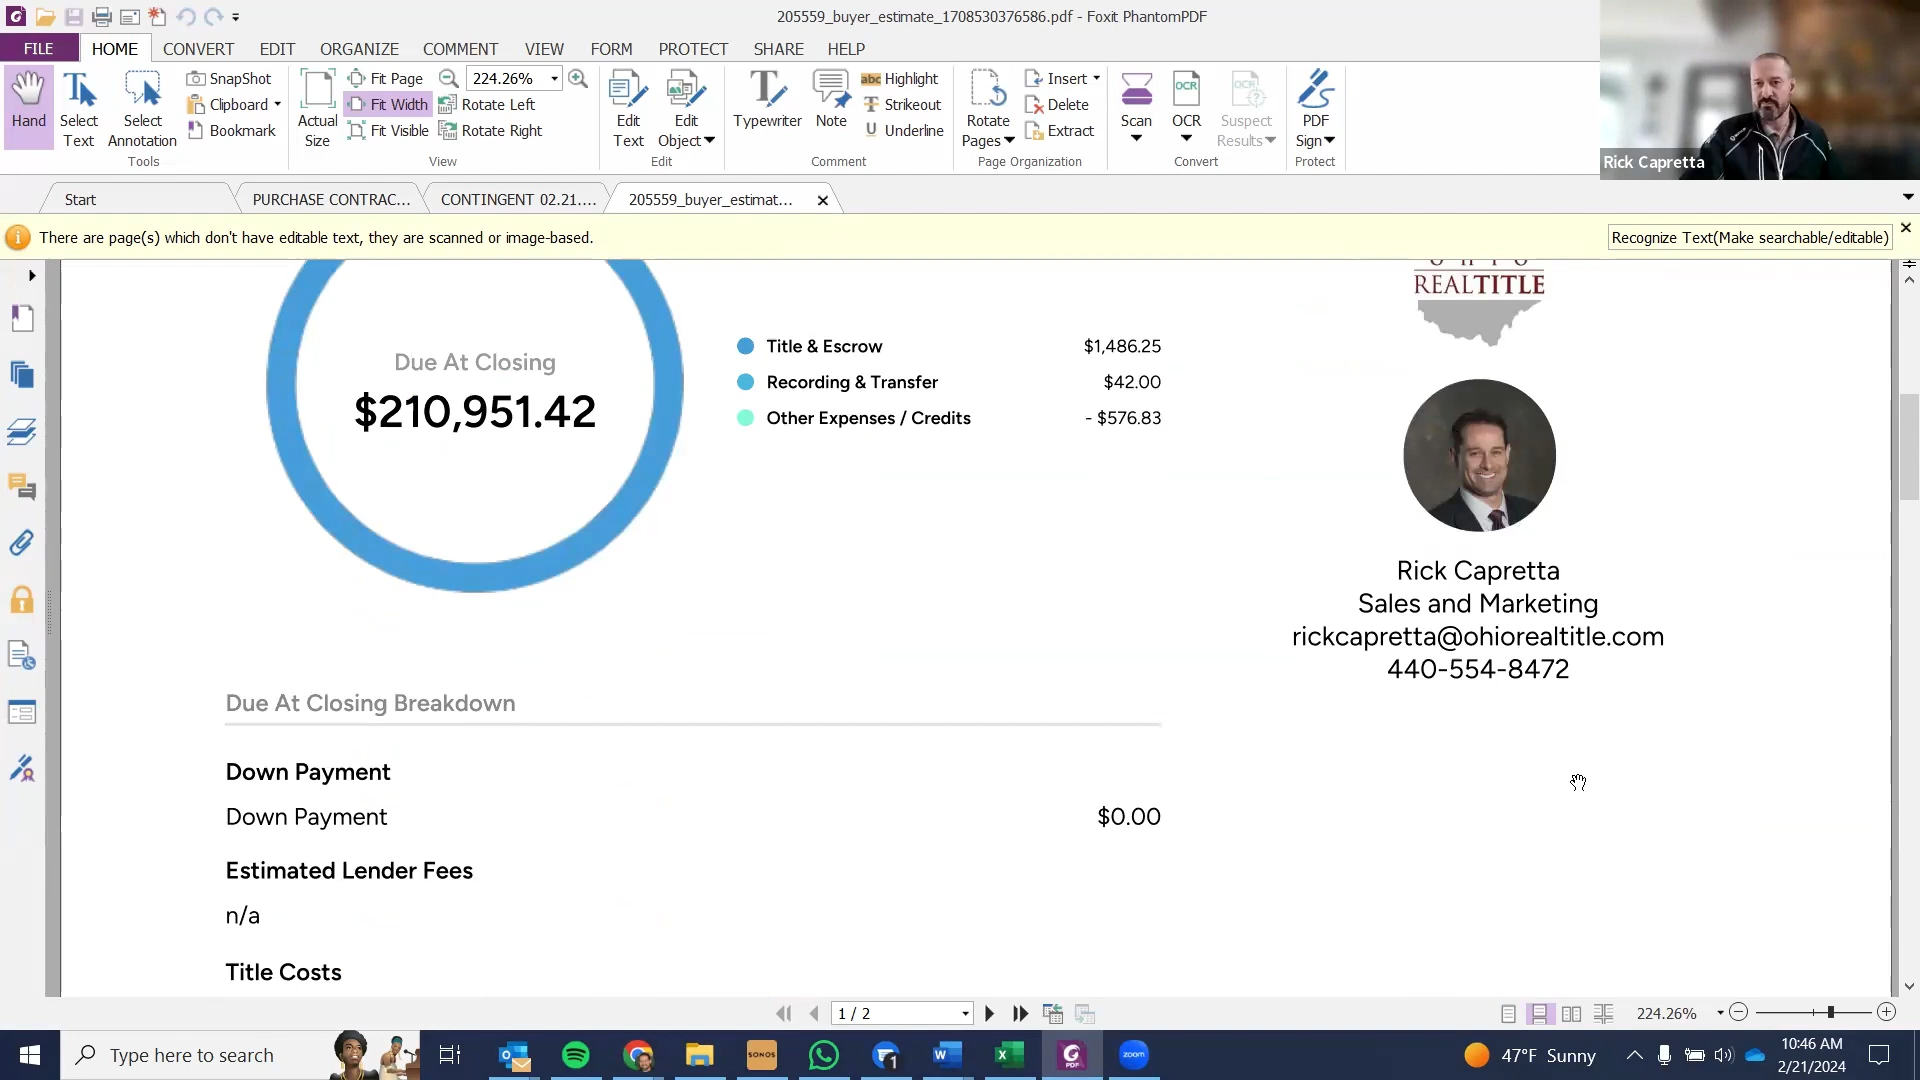 205559_buyer_estimate_1708530376586.pdf - Foxit PhantomPDF
FILE HOME CONVERT EDIT ORGANIZE COMMENT VIEW FORM PROTECT SHARE HELP
Hand
Select
Text
Select
Annotation
SnapShot
Clipboard
Bookmark
Tools
Actual
Size
Fit Page
Fit Width
Fit Visible
224.26%
Rotate Left
Rotate Right
View
Edit
Text
Edit
Object
Edit
Typewriter
Note
abc Highlight
Strikeout
Underline
Comment
Rotate
Pages
Insert
Delete
Extract
Page Organization
Scan
OCR
OCR
OCR
Suspect
Results
Convert
PDF
Sign
Protect
Rick Capretta
Start
PURCHASE CONTRAC...
CONTINGENT 02.21....
205559_buyer_estimat...
There are page(s) which don't have editable text, they are scanned or image-based.
Recognize Text(Make searchable/editable)
Due At Closing
$210,951.42
Title & Escrow $1,486.25
Recording & Transfer $42.00
Other Expenses / Credits - $576.83
OHIO
REALTITLE
Rick Capretta
Sales and Marketing
rickcapretta@ohiorealtitle.com
440-554-8472
Due At Closing Breakdown
Down Payment
Down Payment $0.00
Estimated Lender Fees
n/a
Title Costs
1 / 2
224.26%
Type here to search
SONOS
1
W
X
PDF
zoom
47°F Sunny
10:46 AM
2/21/2024